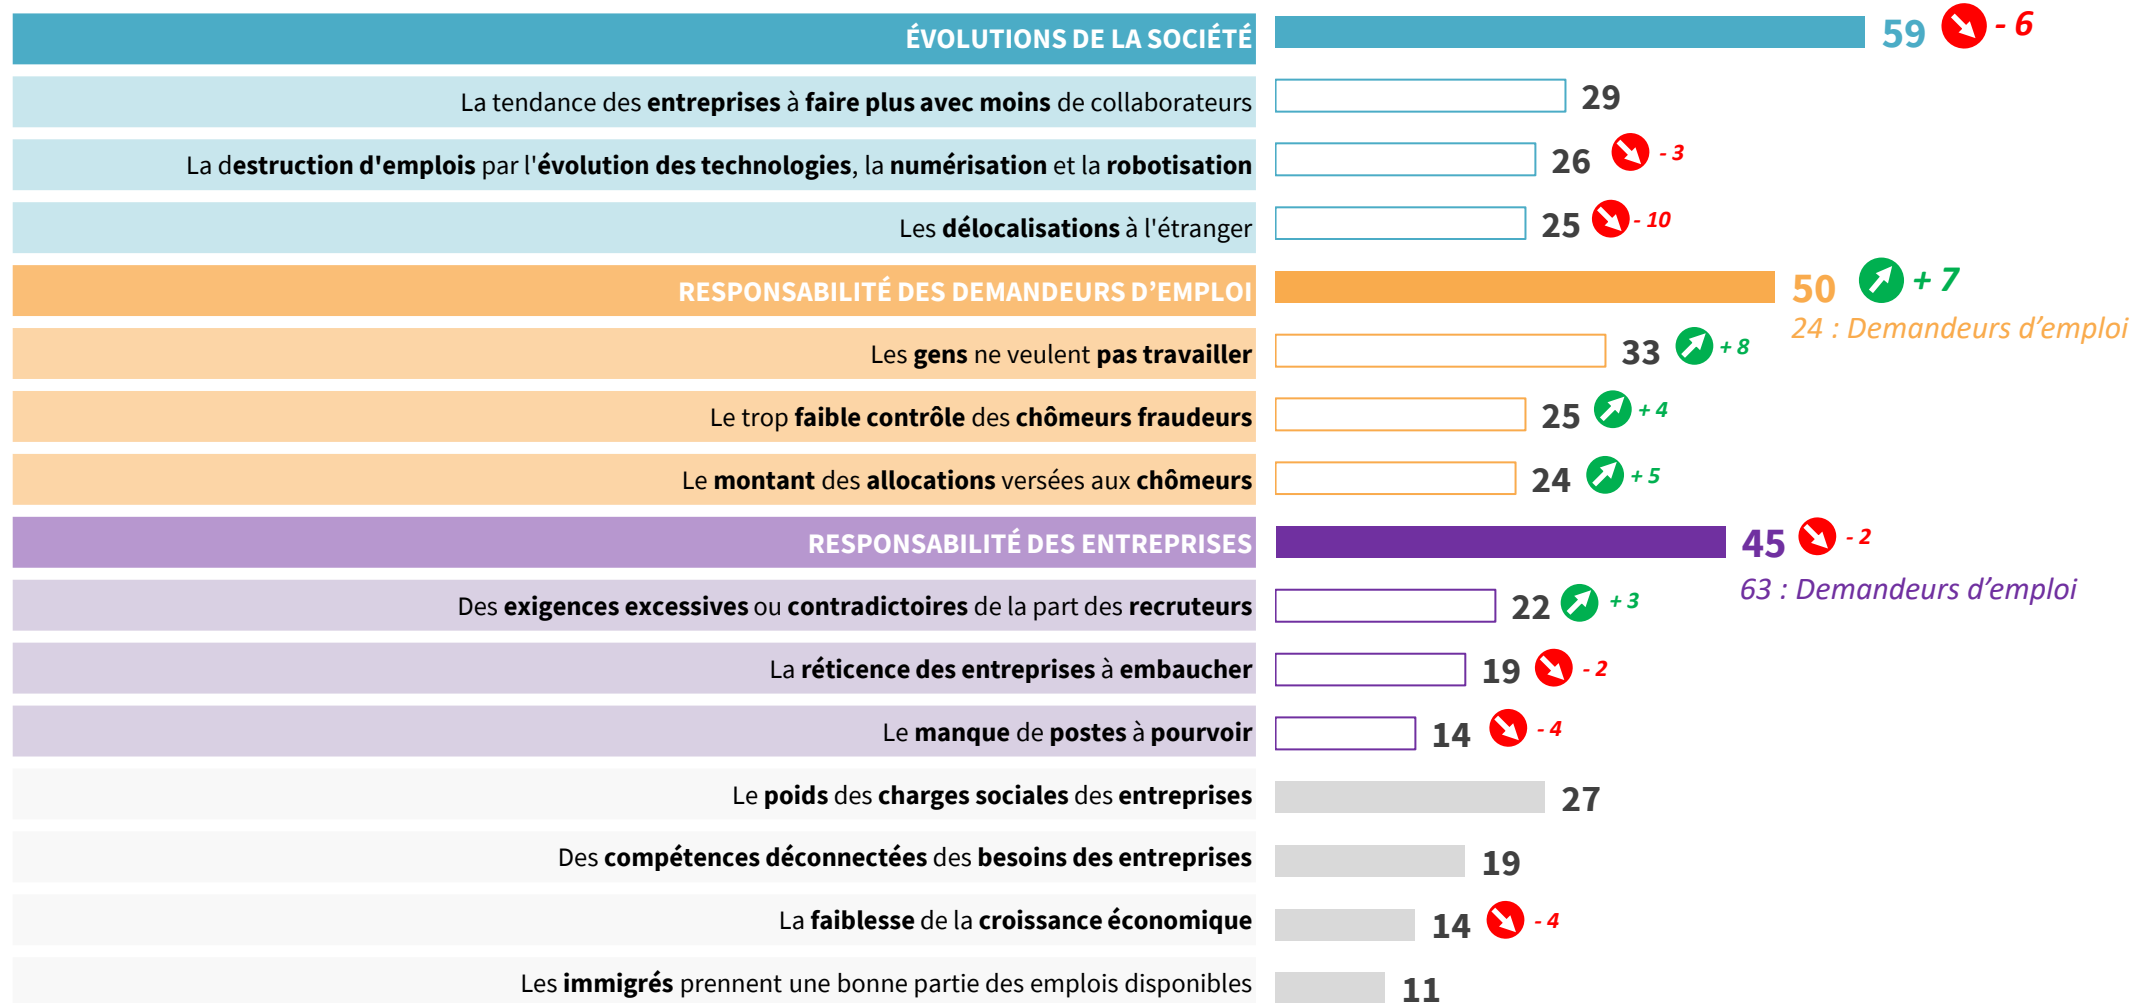 ÉVOLUTIONS DE LA SOCIÉTÉ 59 - 6
La tendance des entreprises à faire plus avec moins de collaborateurs 29
La destruction d'emplois par l'évolution des technologies, la numérisation et la robotisation 26 - 3
Les délocalisations à l'étranger 25 - 10
RESPONSABILITÉ DES DEMANDEURS D’EMPLOI 50 + 7
24 : Demandeurs d’emploi
Les gens ne veulent pas travailler 33 + 8
Le trop faible contrôle des chômeurs fraudeurs 25 + 4
Le montant des allocations versées aux chômeurs 24 + 5
RESPONSABILITÉ DES ENTREPRISES 45 - 2
63 : Demandeurs d’emploi
Des exigences excessives ou contradictoires de la part des recruteurs 22 + 3
La réticence des entreprises à embaucher 19 - 2
Le manque de postes à pourvoir 14 - 4
Le poids des charges sociales des entreprises 27
Des compétences déconnectées des besoins des entreprises 19
La faiblesse de la croissance économique 14 - 4
Les immigrés prennent une bonne partie des emplois disponibles 11